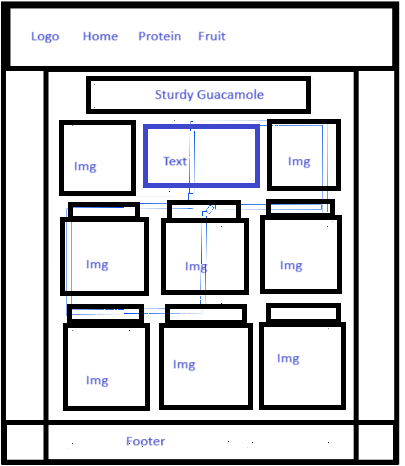 Logo Home Protein Fruit
Sturdy Guacamole
Img Text Img
Img Img Img
Img Img Img
Footer